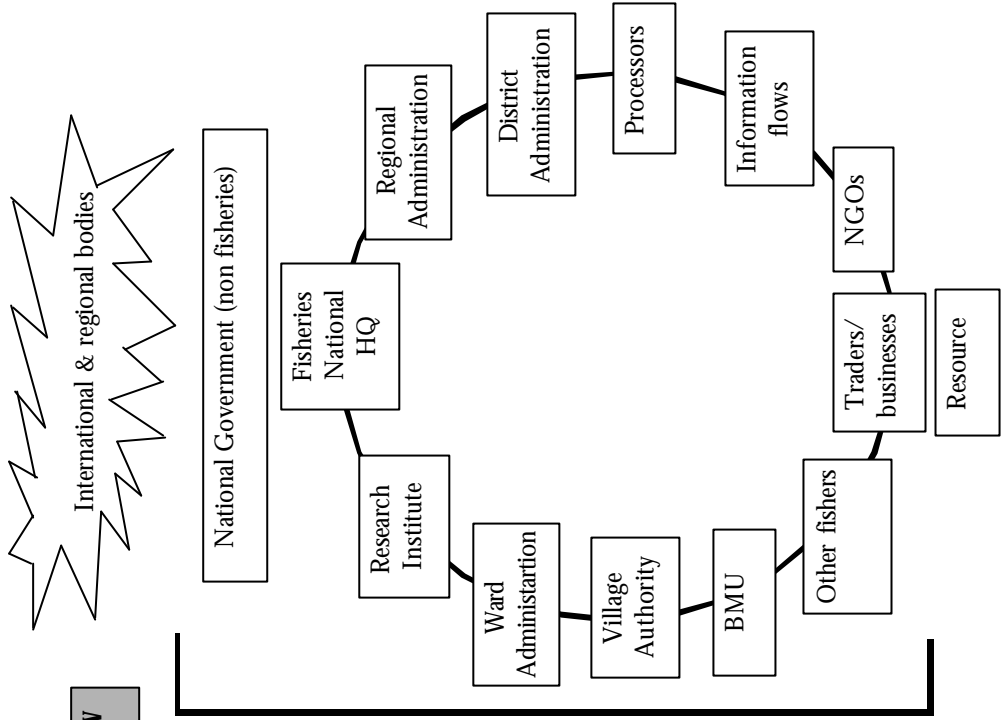 International & regional bodies
National Government (non fisheries)
Fisheries
National
HQ
Regional
Administration
District
Administration
Processors
Information
flows
NGOs
Traders/
businesses
Resource
Other fishers
BMU
Village
Authority
Ward
Administartion
Research
Institute